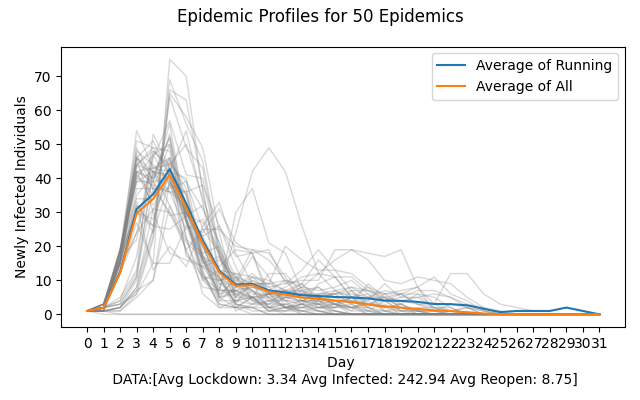 Epidemic Profiles for 50 Epidemics
Average of Running
Average of All
Newly Infected Individuals
70
60
50
40
30
20
10
0
0 1 2 3 4 5 6 7 8 9 10 11 12 13 14 15 16 17 18 19 20 21 22 23 24 25 26 27 28 29 30 31
Day
DATA:[Avg Lockdown: 3.34 Avg Infected: 242.94 Avg Reopen: 8.75]